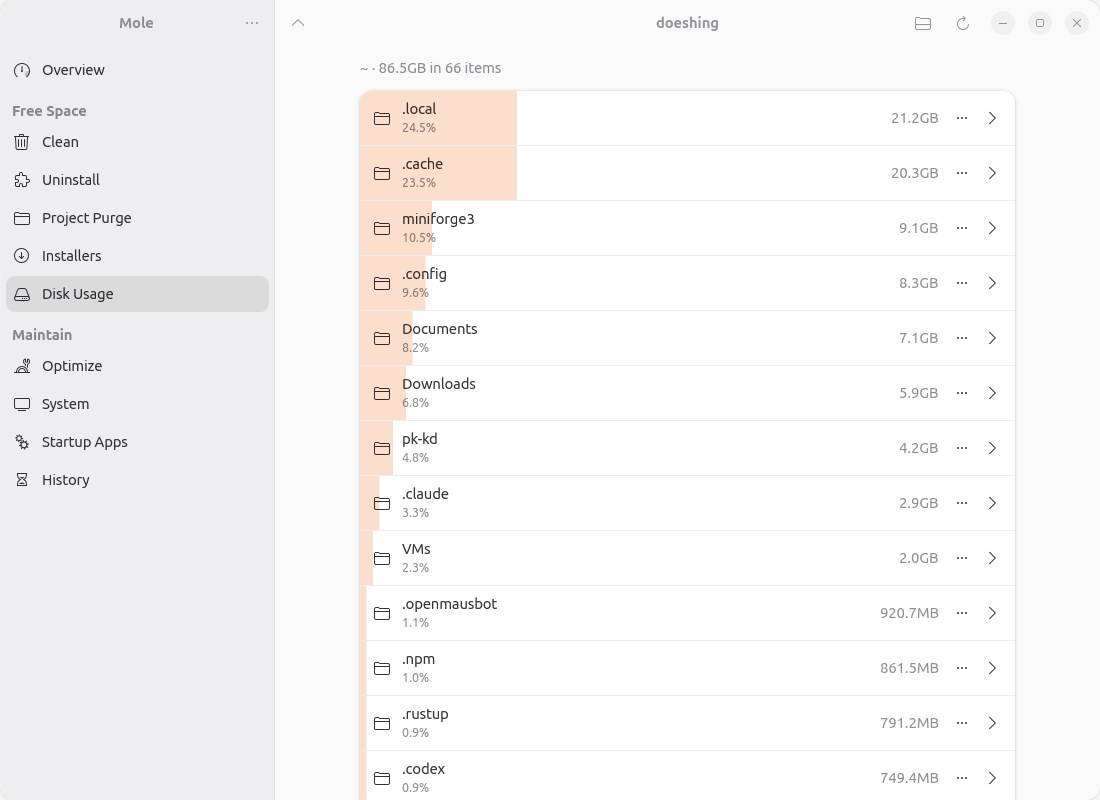 Mole
doeshing
Overview
Free Space
Clean
Uninstall
Project Purge
Installers
Disk Usage
Maintain
Optimize
System
Startup Apps
History
~ · 86.5GB in 66 items
.local
24.5%
21.2GB
.cache
23.5%
20.3GB
miniforge3
10.5%
9.1GB
.config
9.6%
8.3GB
Documents
8.2%
7.1GB
Downloads
6.8%
5.9GB
pk-kd
4.8%
4.2GB
.claude
3.3%
2.9GB
VMs
2.3%
2.0GB
.openmausbot
1.1%
920.7MB
.npm
1.0%
861.5MB
.rustup
0.9%
791.2MB
.codex
0.9%
749.4MB